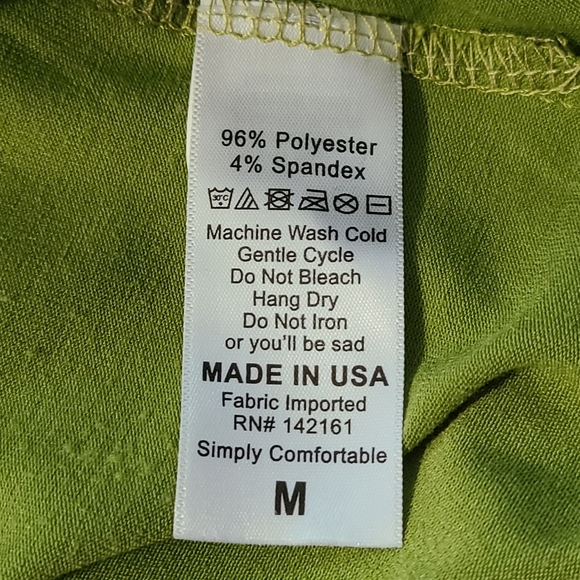 96% Polyester
4% Spandex
30°C
Machine Wash Cold
Gentle Cycle
Do Not Bleach
Hang Dry
Do Not Iron
or you'll be sad
MADE IN USA
Fabric Imported
RN# 142161
Simply Comfortable
M